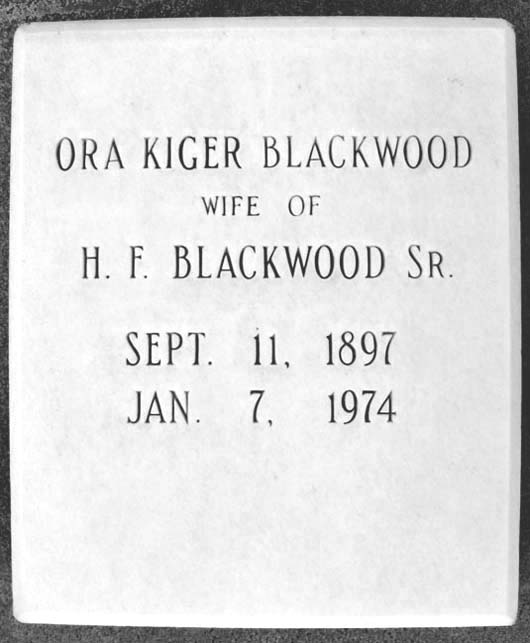 ORA KIGER BLACKWOOD
WIFE OF
H. F. BLACKWOOD SR.
SEPT. 11, 1897
JAN. 7, 1974